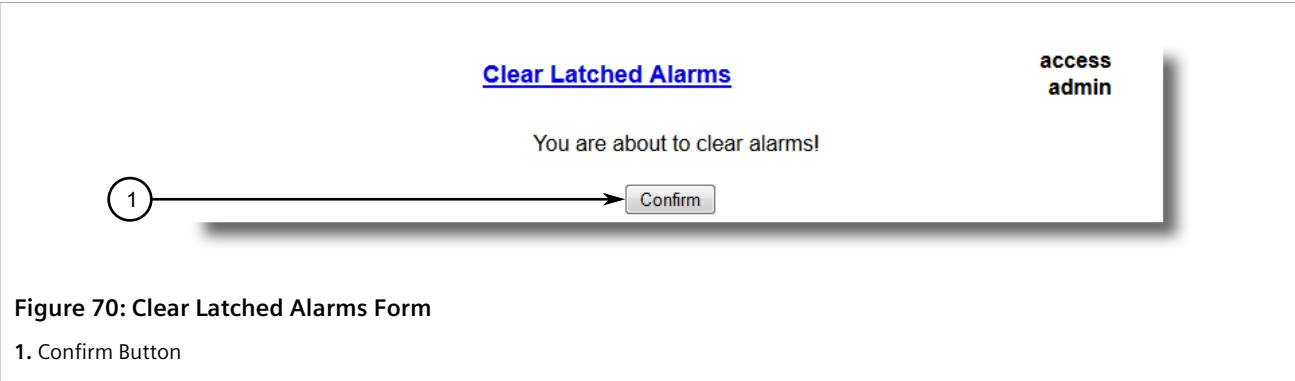 Clear Latched Alarms
access
admin
You are about to clear alarms!
1
Confirm
Figure 70: Clear Latched Alarms Form
1. Confirm Button